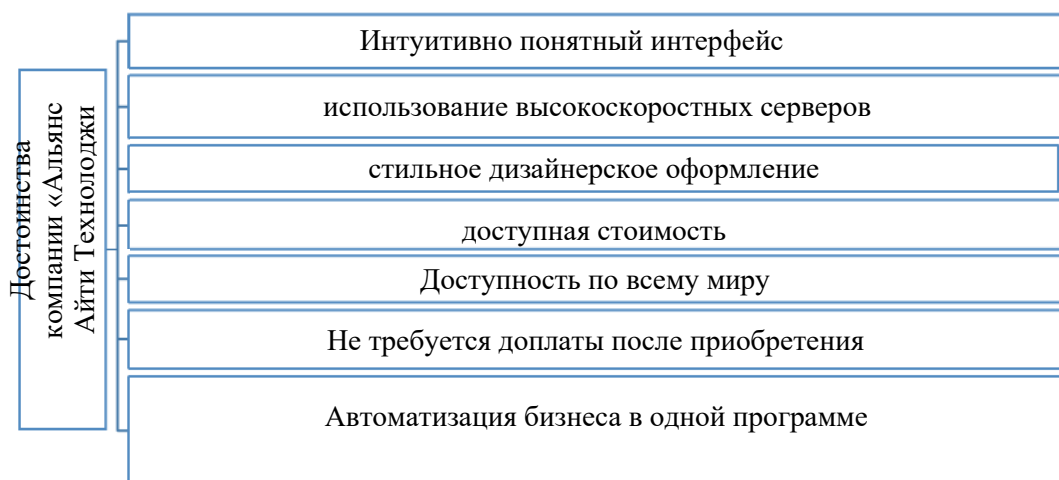 Достоинства
компании «Альянс
Айти Технолоджи
Интуитивно понятный интерфейс
использование высокоскоростных серверов
стильное дизайнерское оформление
доступная стоимость
Доступность по всему миру
Не требуется доплаты после приобретения
Автоматизация бизнеса в одной программе